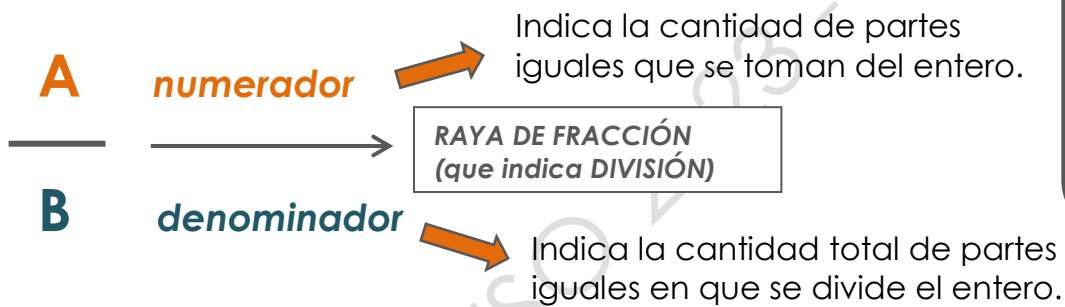 Indica la cantidad de partes
iguales que se toman del entero.
A numerador
RAYA DE FRACCIÓN
(que indica DIVISIÓN)
B denominador
Indica la cantidad total de partes
iguales en que se divide el entero.